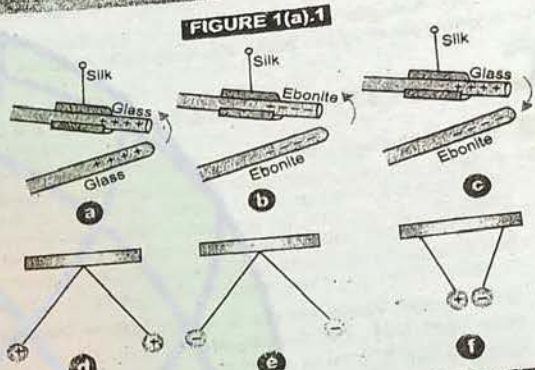 FIGURE 1(a).1
Silk
Glass
+ + + +
+ + + +
Glass
a
Silk
Ebonite
Ebonite
b
Silk
Glass
+ + + +
Ebonite
c
+ +
d
- -
e
+ -
f